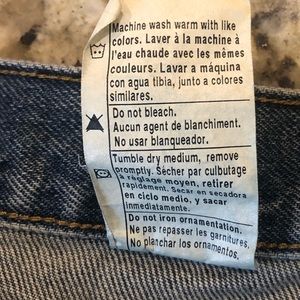 Machine wash warm with like
colors. Laver à la machine à
l'eau chaude avec les mêmes
couleurs. Lavar a máquina
con agua tibia, junto a colores
similares.
Do not bleach.
Aucun agent de blanchiment.
No usar blanqueador.
Tumble dry medium, remove
promptly. Sécher par culbutage
à réglage moyen, retirer
rapidement. Secar en secadora
en ciclo medio, y sacar
inmediatamente.
Do not iron ornamentation.
Ne pas repasser les garnitures.
No planchar los ornamentos.